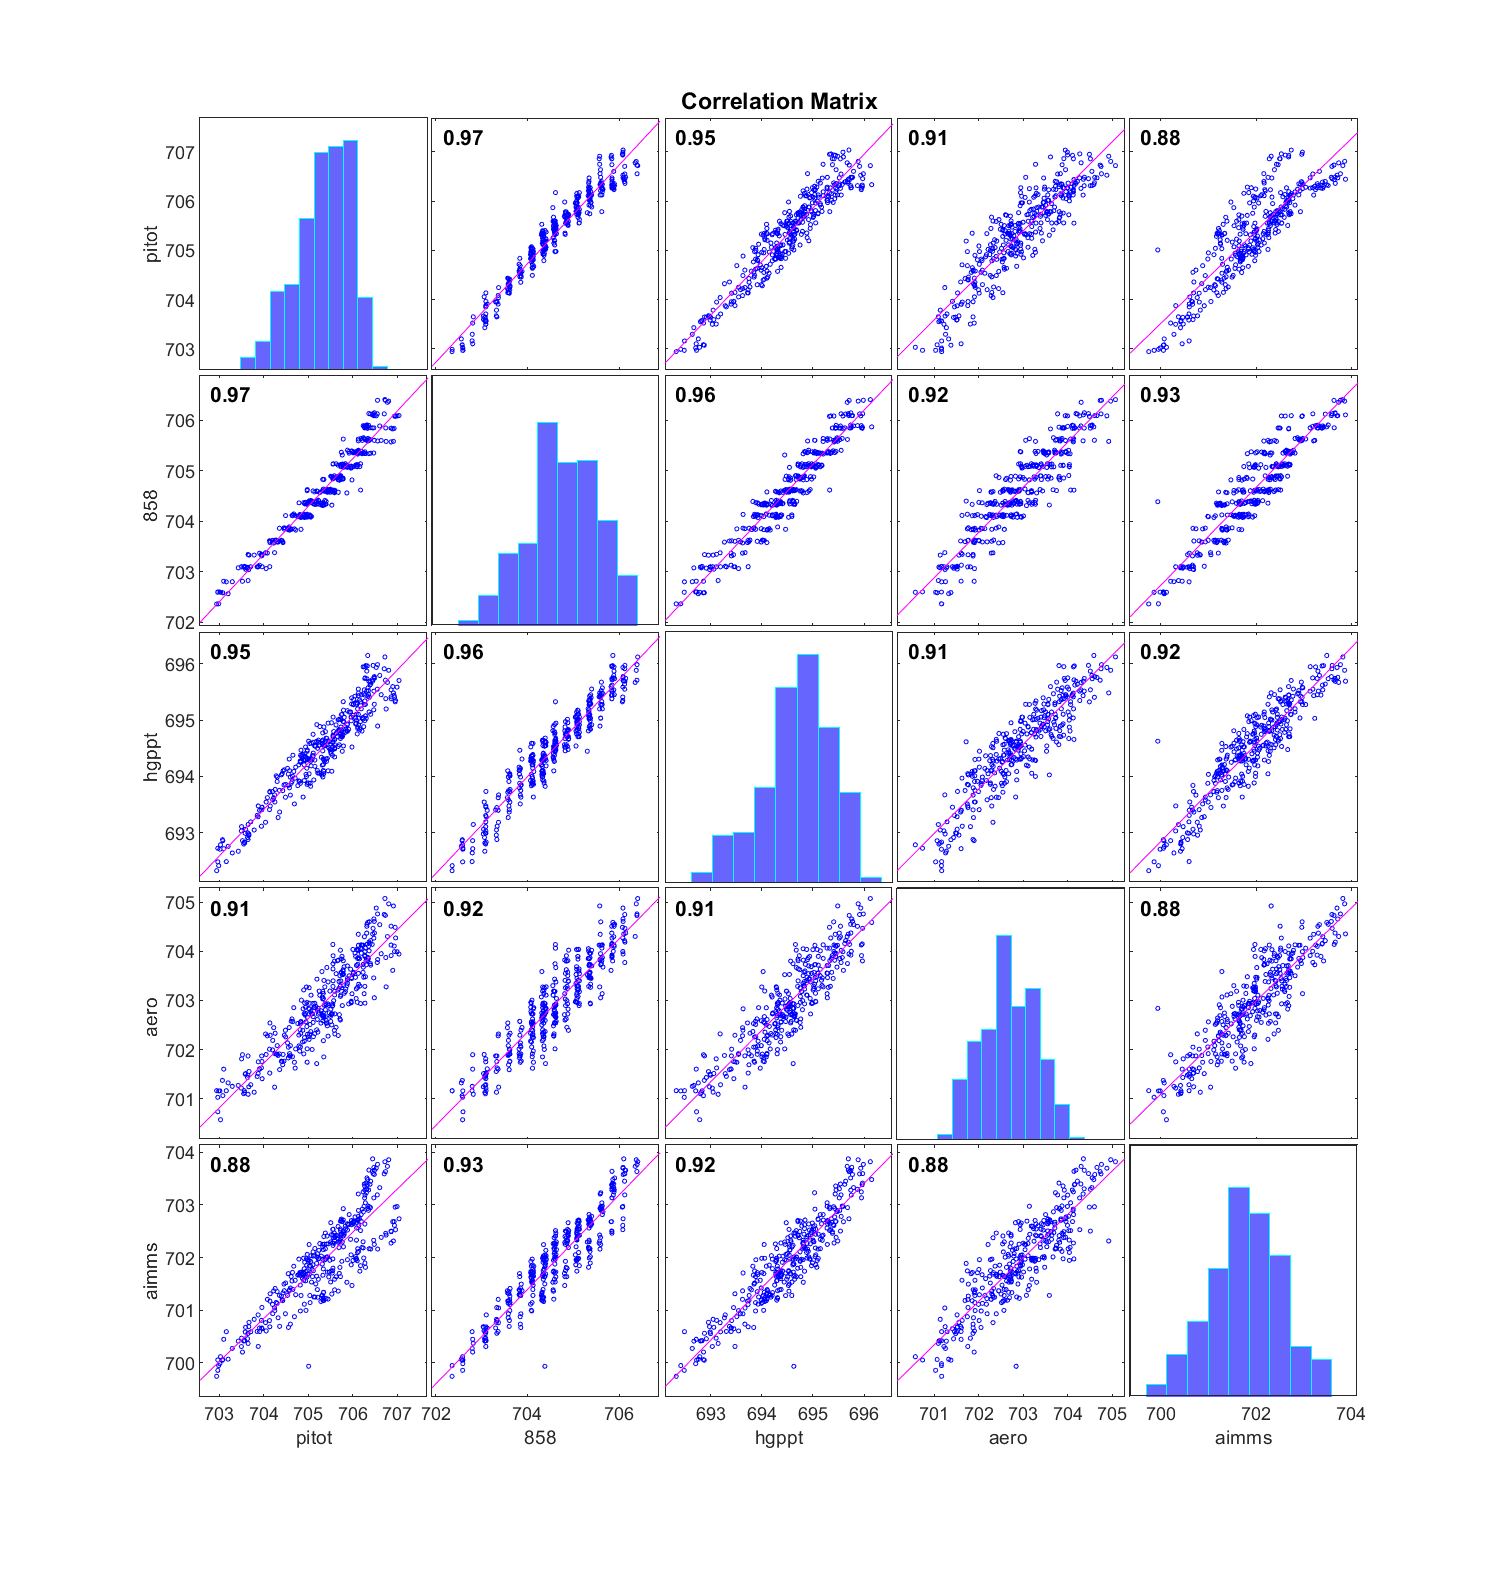 Correlation Matrix
0.97 0.95 0.91 0.88
707
706
705
704
703
pitot
0.97 0.96 0.92 0.93
706
705
704
703
702
858
0.95 0.96 0.91 0.92
696
695
694
693
hgppt
0.91 0.92 0.91 0.88
705
704
703
702
701
aero
0.88 0.93 0.92 0.88
704
703
702
701
700
aimms
703 704 705 706 707 702 704 706 693 694 695 696 701 702 703 704 705 700 702 704
pitot 858 hgppt aero aimms